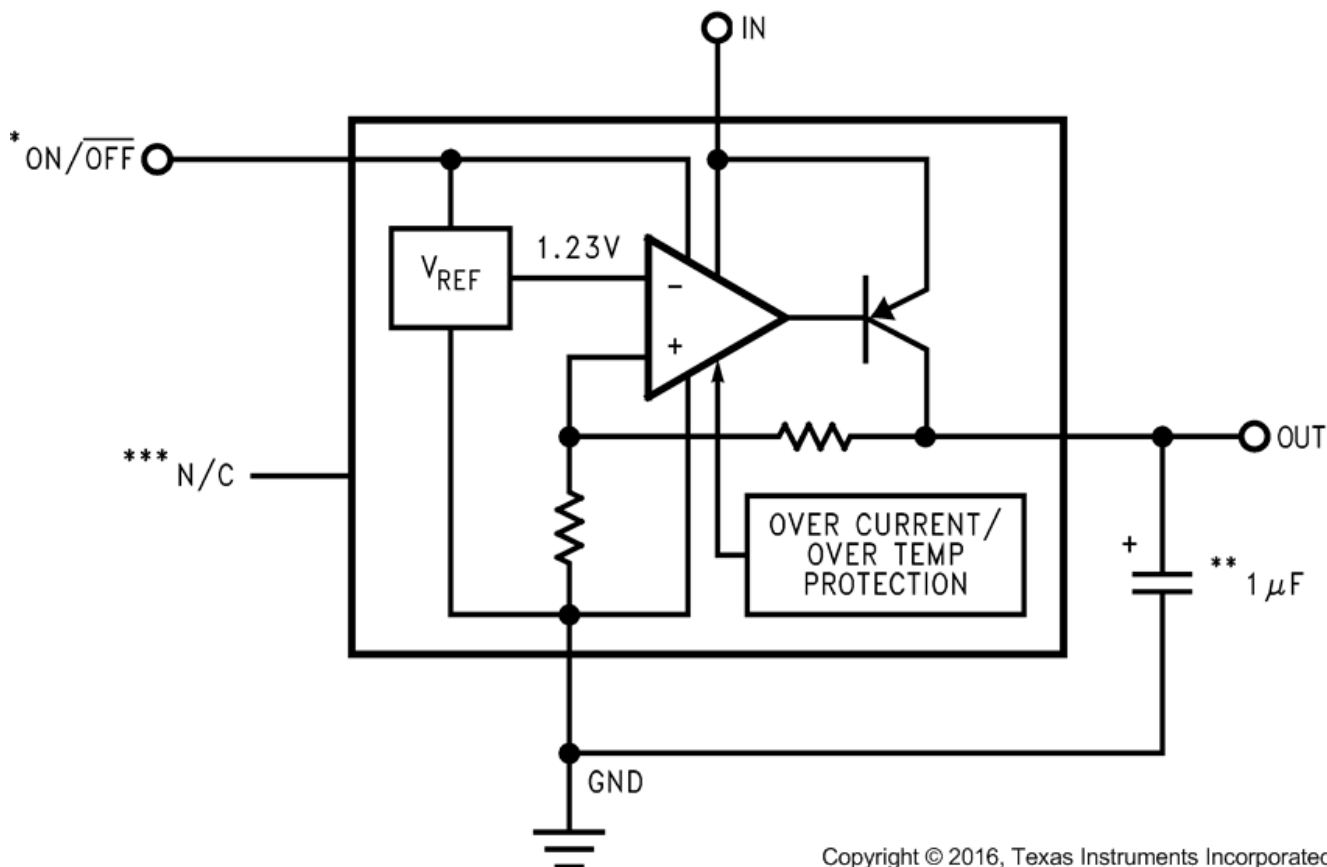 IN
* ON/OFF
1.23V
VREF
-
+
*** N/C
OUT
OVER CURRENT/
OVER TEMP
PROTECTION
+
** 1 µF
GND
Copyright © 2016, Texas Instruments Incorporated